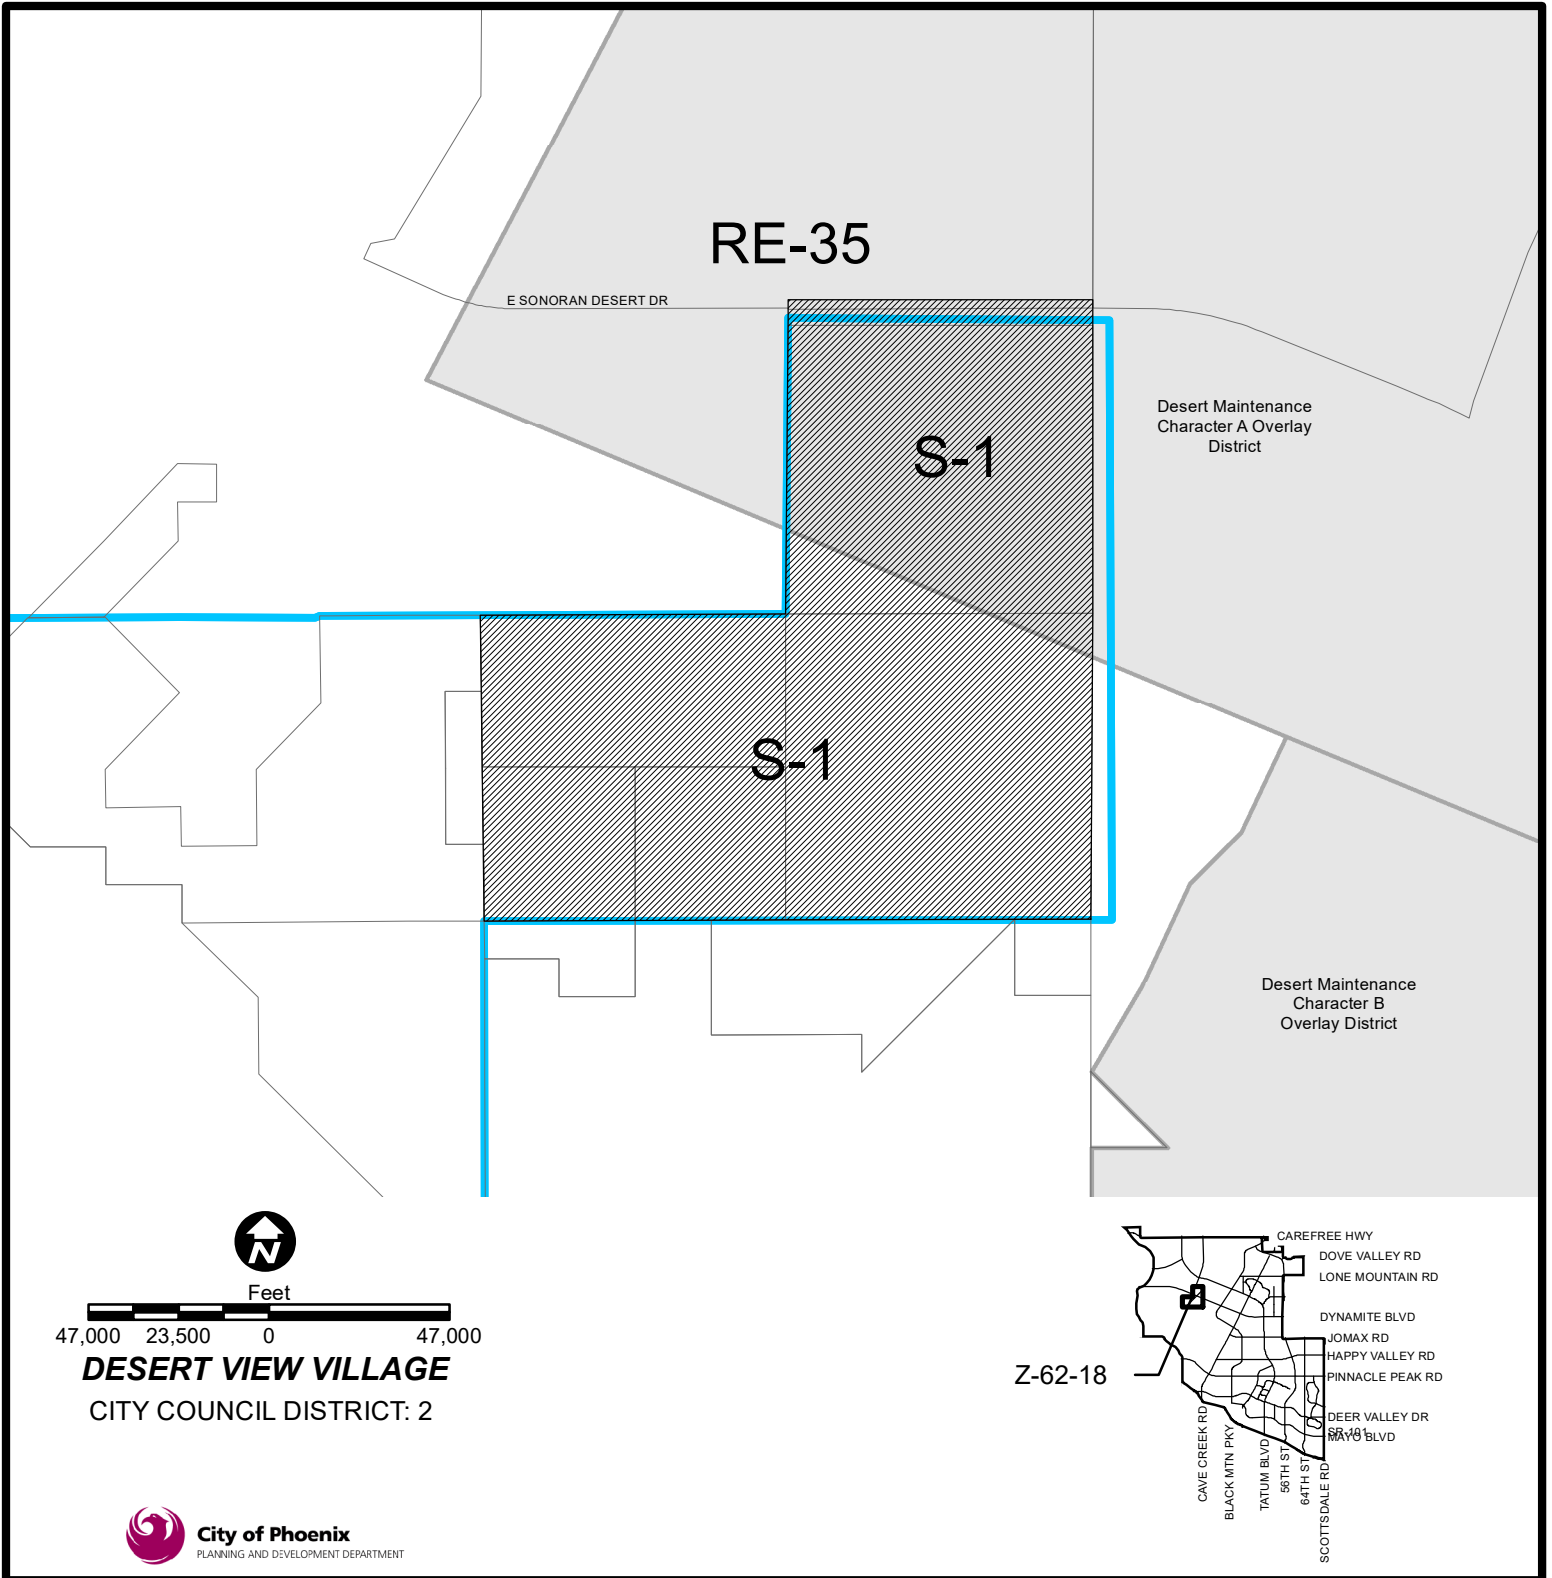 RE-35
E SONORAN DESERT DR
Desert Maintenance
Character A Overlay
District
S-1
S-1
Desert Maintenance
Character B
Overlay District
N
Feet
47,000 23,500 0 47,000
DESERT VIEW VILLAGE
CITY COUNCIL DISTRICT: 2
City of Phoenix
PLANNING AND DEVELOPMENT DEPARTMENT
Z-62-18
CAREFREE HWY
DOVE VALLEY RD
LONE MOUNTAIN RD
DYNAMITE BLVD
JOMAX RD
HAPPY VALLEY RD
PINNACLE PEAK RD
DEER VALLEY DR
SR-101
MAYO BLVD
CAVE CREEK RD
BLACK MTN PKY
TATUM BLVD
56TH ST
64TH ST
SCOTTSDALE RD